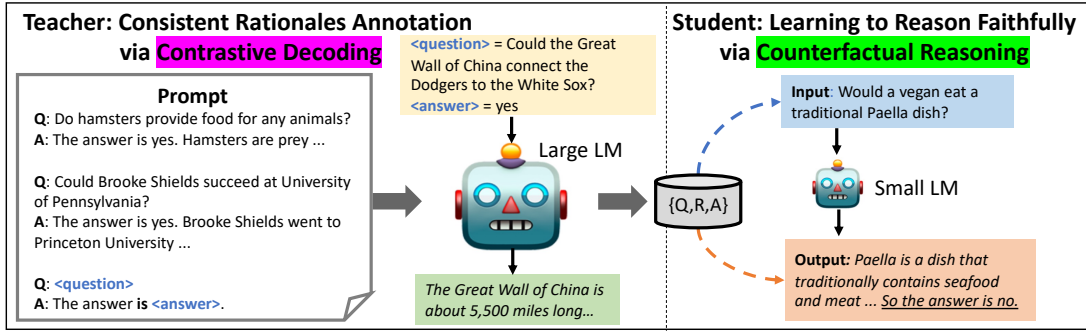 Teacher: Consistent Rationales Annotation
via Contrastive Decoding
Prompt
Q: Do hamsters provide food for any animals?
A: The answer is yes. Hamsters are prey ...
Q: Could Brooke Shields succeed at University
of Pennsylvania?
A: The answer is yes. Brooke Shields went to
Princeton University ...
Q: <question>
A: The answer is <answer>.
<question> = Could the Great
Wall of China connect the
Dodgers to the White Sox?
<answer> = yes
Large LM
The Great Wall of China is
about 5,500 miles long…
{Q,R,A}
Student: Learning to Reason Faithfully
via Counterfactual Reasoning
Input: Would a vegan eat a
traditional Paella dish?
Small LM
Output: Paella is a dish that
traditionally contains seafood
and meat ... So the answer is no.